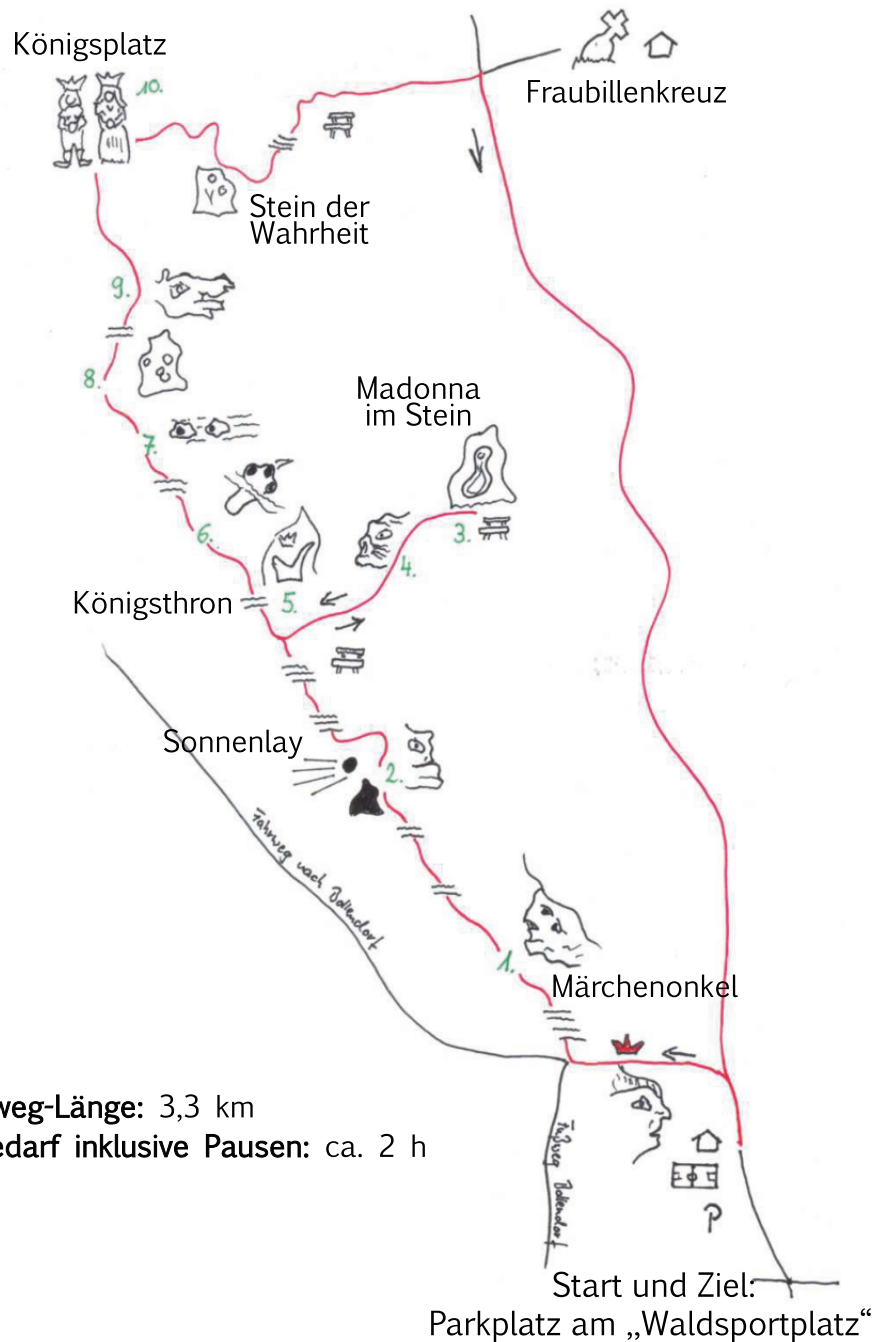 Königsplatz
10.
Fraubillenkreuz
Stein der
Wahrheit
9.
8.
Madonna
im Stein
7.
3.
6.
4.
Königsthron
5.
Sonnenlay
2.
Fahrweg nach Bollendorf
1.
Märchenonkel
weg-Länge: 3,3 km
edarf inklusive Pausen: ca. 2 h
Fußweg Bollendorf
P
Start und Ziel:
Parkplatz am „Waldsportplatz“